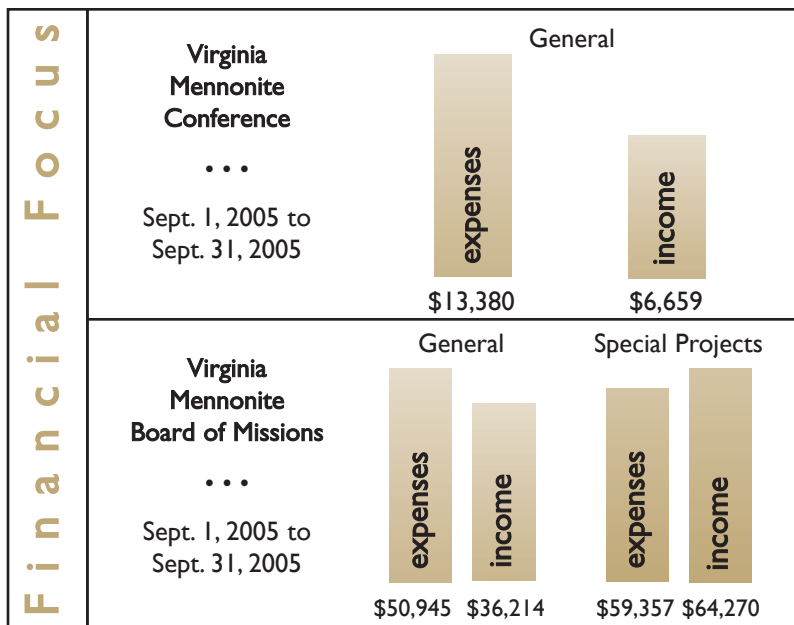 Financial Focus
Virginia
Mennonite
Conference
• • •
Sept. 1, 2005 to
Sept. 31, 2005
General
expenses
income
$13,380
$6,659
Virginia
Mennonite
Board of Missions
• • •
Sept. 1, 2005 to
Sept. 31, 2005
General
expenses
income
$50,945
$36,214
Special Projects
expenses
income
$59,357
$64,270